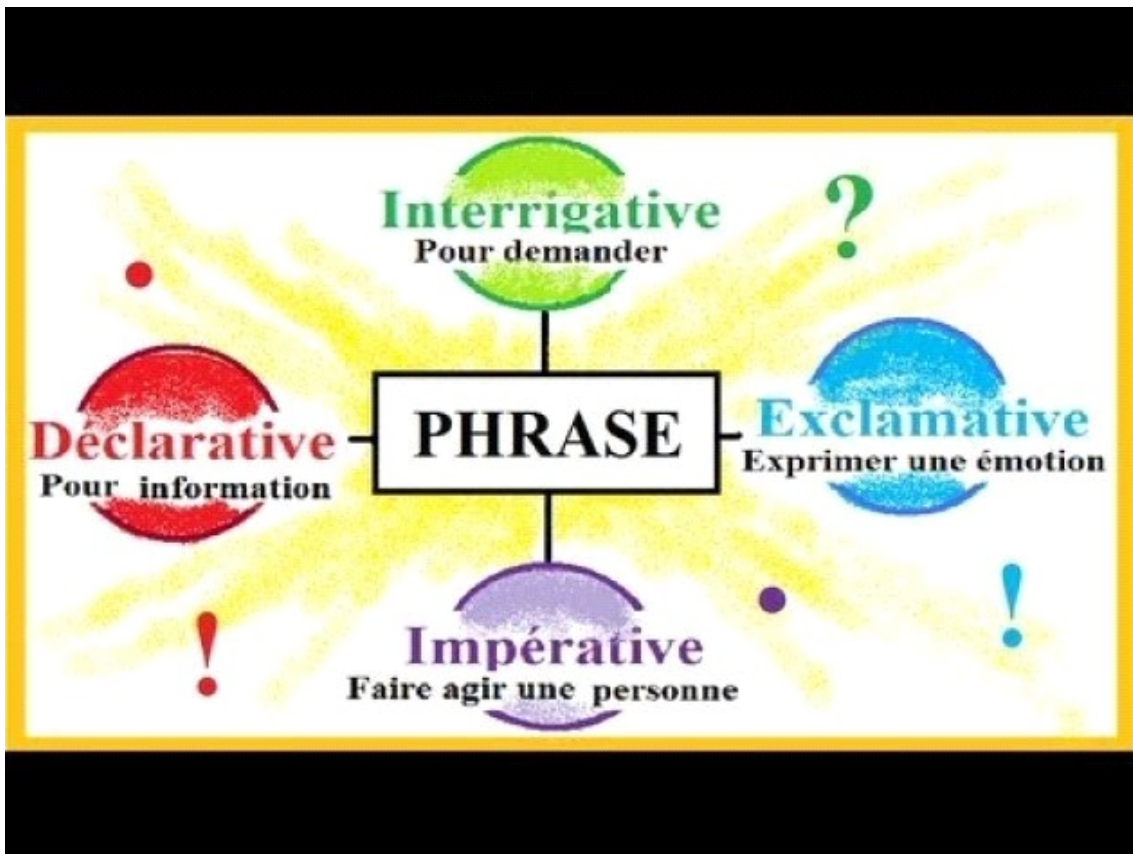 Interrigative
Pour demander
?
Déclarative
Pour information
PHRASE
Exclamative
Exprimer une émotion
Impérative
Faire agir une personne
!
!